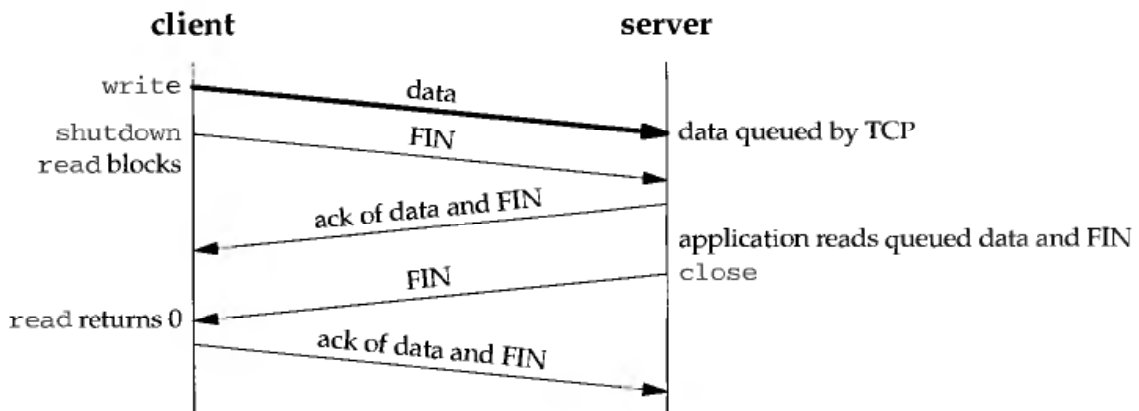 client
server
write
data
shutdown
FIN
data queued by TCP
read blocks
ack of data and FIN
application reads queued data and FIN
FIN
close
read returns 0
ack of data and FIN